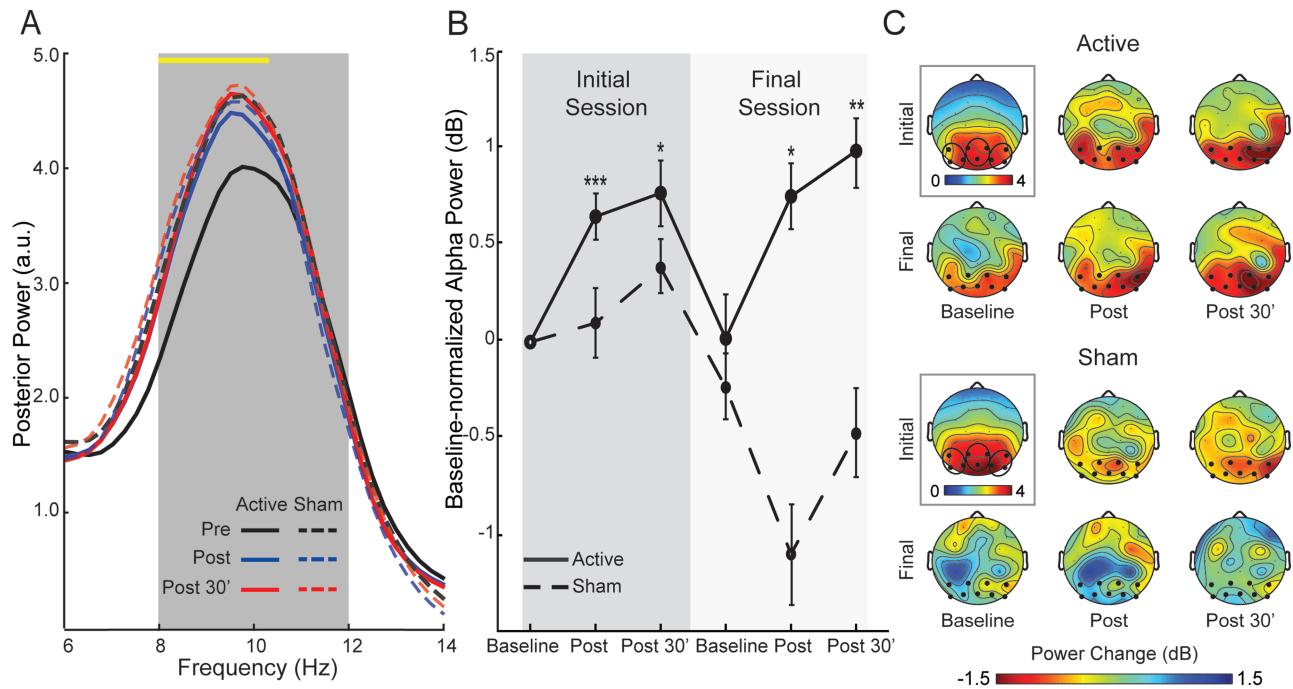 A
5.0
4.0
3.0
2.0
1.0
Posterior Power (a.u.)
Active Sham
Pre
Post
Post 30'
6 8 10 12 14
Frequency (Hz)
B
1.5
1
0.5
0
-0.5
-1
Baseline-normalized Alpha Power (dB)
Initial
Session
Final
Session
***
*
*
**
Active
Sham
Baseline Post Post 30' Baseline Post Post 30'
C
Active
Initial
0 4
Final
Baseline Post Post 30'
Sham
Initial
0 4
Final
Baseline Post Post 30'
Power Change (dB)
-1.5 1.5